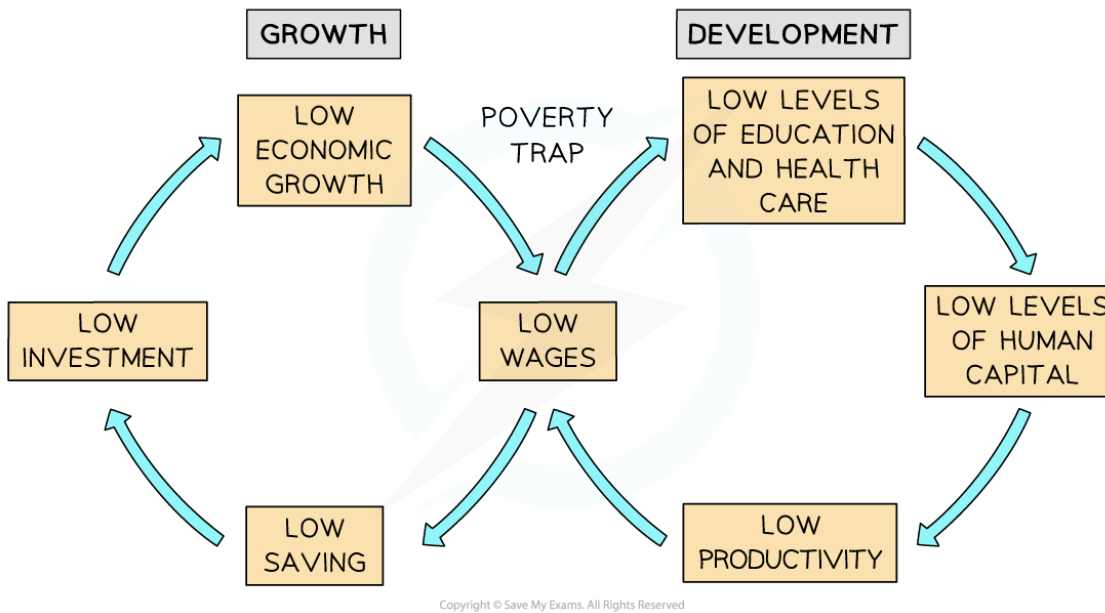 GROWTH
DEVELOPMENT
LOW
ECONOMIC
GROWTH
POVERTY
TRAP
LOW LEVELS
OF EDUCATION
AND HEALTH
CARE
LOW
INVESTMENT
LOW
WAGES
LOW LEVELS
OF HUMAN
CAPITAL
LOW
SAVING
LOW
PRODUCTIVITY
Copyright © Save My Exams. All Rights Reserved